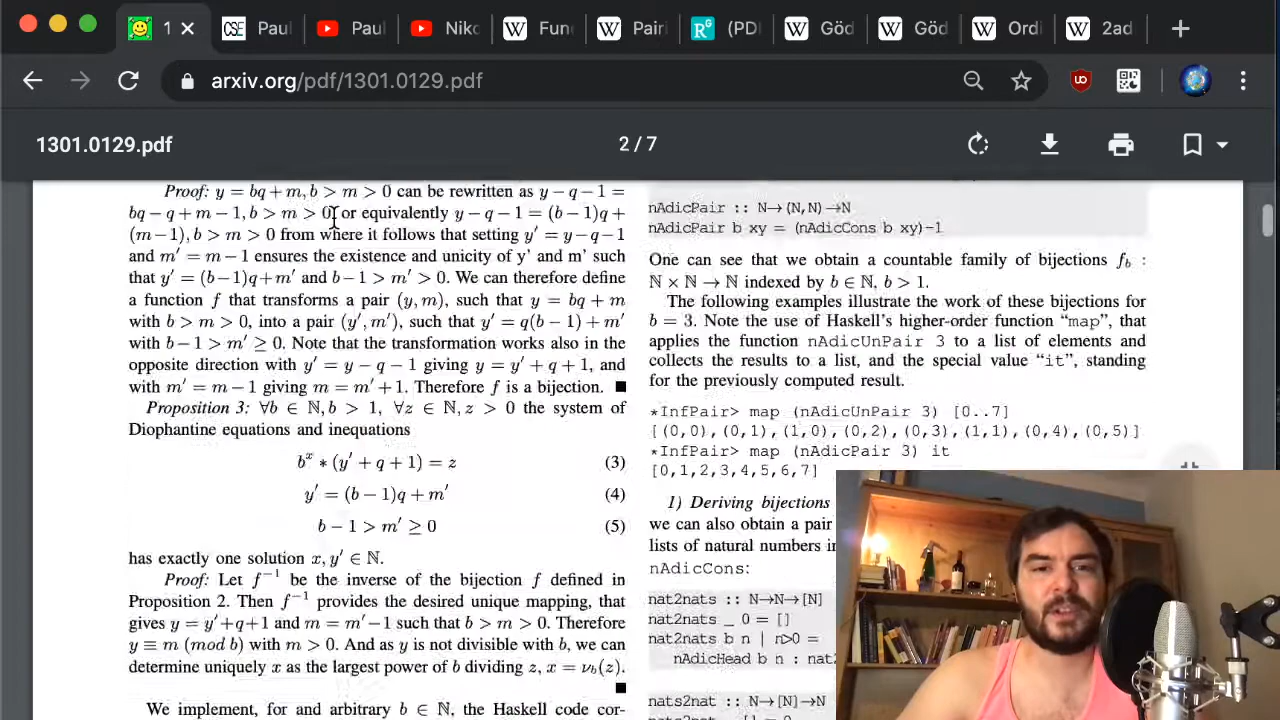 1
Paul
Paul
Niko
Fun
Pair
(PD
Göd
Göd
Ordi
2ad
arxiv.org/pdf/1301.0129.pdf
1301.0129.pdf
2 / 7
Proof: y = bq + m, b > m > 0 can be rewritten as y − q − 1 =
bq − q + m − 1, b > m > 0 or equivalently y − q − 1 = (b − 1)q +
(m − 1), b > m > 0 from where it follows that setting y′ = y − q − 1
and m′ = m − 1 ensures the existence and unicity of y' and m' such
that y′ = (b − 1)q + m′ and b − 1 > m′ > 0. We can therefore define
a function f that transforms a pair (y, m), such that y = bq + m
with b > m > 0, into a pair (y′, m′), such that y′ = q(b − 1) + m′
with b − 1 > m′ ≥ 0. Note that the transformation works also in the
opposite direction with y′ = y − q − 1 giving y = y′ + q + 1, and
with m′ = m − 1 giving m = m′ + 1. Therefore f is a bijection. ■
Proposition 3: ∀b ∈ ℕ, b > 1, ∀z ∈ ℕ, z > 0 the system of
Diophantine equations and inequations
bˣ ∗ (y′ + q + 1) = z (3)
y′ = (b − 1)q + m′ (4)
b − 1 > m′ ≥ 0 (5)
has exactly one solution x, y′ ∈ ℕ.
Proof: Let f⁻¹ be the inverse of the bijection f defined in
Proposition 2. Then f⁻¹ provides the desired unique mapping, that
gives y = y′ + q + 1 and m = m′ − 1 such that b > m > 0. Therefore
y ≡ m (mod b) with m > 0. And as y is not divisible with b, we can
determine uniquely x as the largest power of b dividing z, x = ν_b(z).
■
We implement, for and arbitrary b ∈ ℕ, the Haskell code cor-
nAdicPair :: N→(N,N)→N
nAdicPair b xy = (nAdicCons b xy)-1
One can see that we obtain a countable family of bijections f_b :
ℕ × ℕ → ℕ indexed by b ∈ ℕ, b > 1.
The following examples illustrate the work of these bijections for
b = 3. Note the use of Haskell's higher-order function "map", that
applies the function nAdicUnPair 3 to a list of elements and
collects the results to a list, and the special value "it", standing
for the previously computed result.
*InfPair> map (nAdicUnPair 3) [0..7]
[(0,0),(0,1),(1,0),(0,2),(0,3),(1,1),(0,4),(0,5)]
*InfPair> map (nAdicPair 3) it
[0,1,2,3,4,5,6,7]
1) Deriving bijections
we can also obtain a pair
lists of natural numbers in
nAdicCons:
nat2nats :: N→N→[N]
nat2nats _ 0 = []
nat2nats b n | n>0 =
nAdicHead b n : nat2
nats2nat :: N→[N]→N